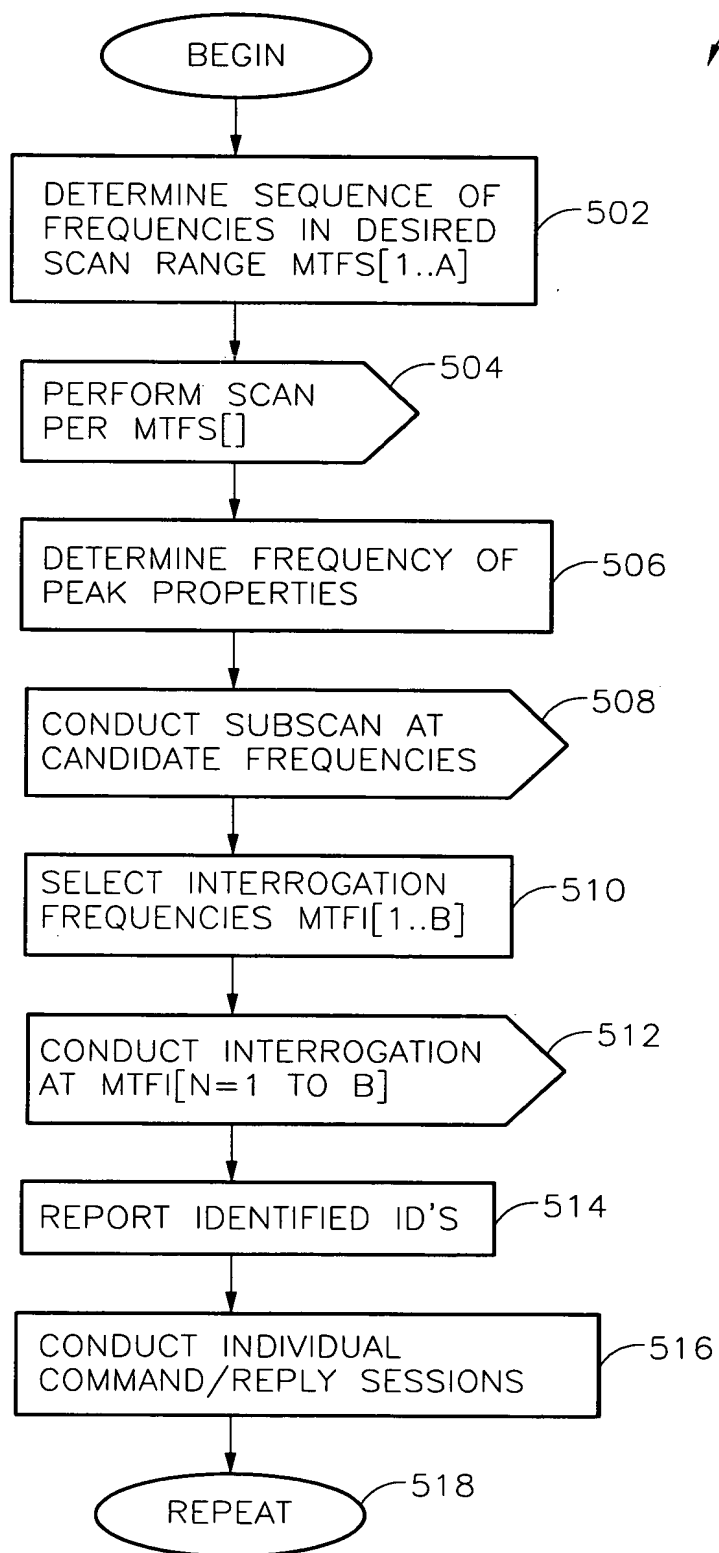 BEGIN
DETERMINE SEQUENCE OF
FREQUENCIES IN DESIRED
SCAN RANGE MTFS[1..A]
502
PERFORM SCAN
PER MTFS[]
504
DETERMINE FREQUENCY OF
PEAK PROPERTIES
506
CONDUCT SUBSCAN AT
CANDIDATE FREQUENCIES
508
SELECT INTERROGATION
FREQUENCIES MTFI[1..B]
510
CONDUCT INTERROGATION
AT MTFI[N=1 TO B]
512
REPORT IDENTIFIED ID'S
514
CONDUCT INDIVIDUAL
COMMAND/REPLY SESSIONS
516
REPEAT
518